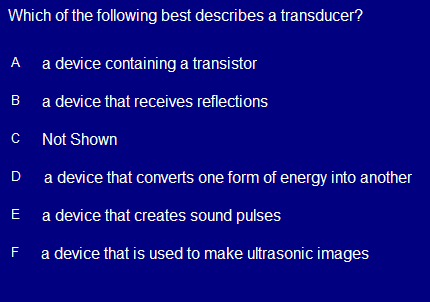 Which of the following best describes a transducer?
A a device containing a transistor
B a device that receives reflections
C Not Shown
D a device that converts one form of energy into another
E a device that creates sound pulses
F a device that is used to make ultrasonic images